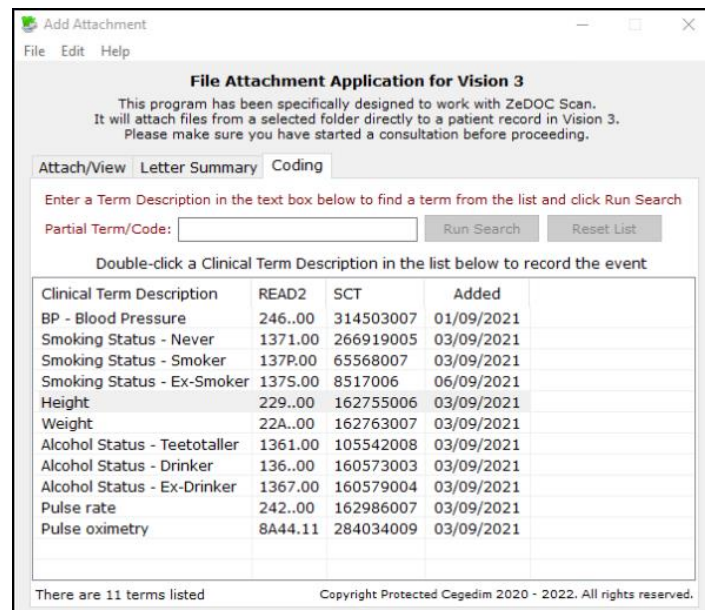 Add Attachment
File Edit Help
File Attachment Application for Vision 3
This program has been specifically designed to work with ZeDOC Scan.
It will attach files from a selected folder directly to a patient record in Vision 3.
Please make sure you have started a consultation before proceeding.
Attach/View Letter Summary Coding
Enter a Term Description in the text box below to find a term from the list and click Run Search
Partial Term/Code: Run Search Reset List
Double-click a Clinical Term Description in the list below to record the event
Clinical Term Description READ2 SCT Added
BP - Blood Pressure 246..00 314503007 01/09/2021
Smoking Status - Never 1371.00 266919005 03/09/2021
Smoking Status - Smoker 137P.00 65568007 03/09/2021
Smoking Status - Ex-Smoker 137S.00 8517006 06/09/2021
Height 229..00 162755006 03/09/2021
Weight 22A..00 162763007 03/09/2021
Alcohol Status - Teetotaller 1361.00 105542008 03/09/2021
Alcohol Status - Drinker 136..00 160573003 03/09/2021
Alcohol Status - Ex-Drinker 1367.00 160579004 03/09/2021
Pulse rate 242..00 162986007 03/09/2021
Pulse oximetry 8A44.11 284034009 03/09/2021
There are 11 terms listed Copyright Protected Cegedim 2020 - 2022. All rights reserved.